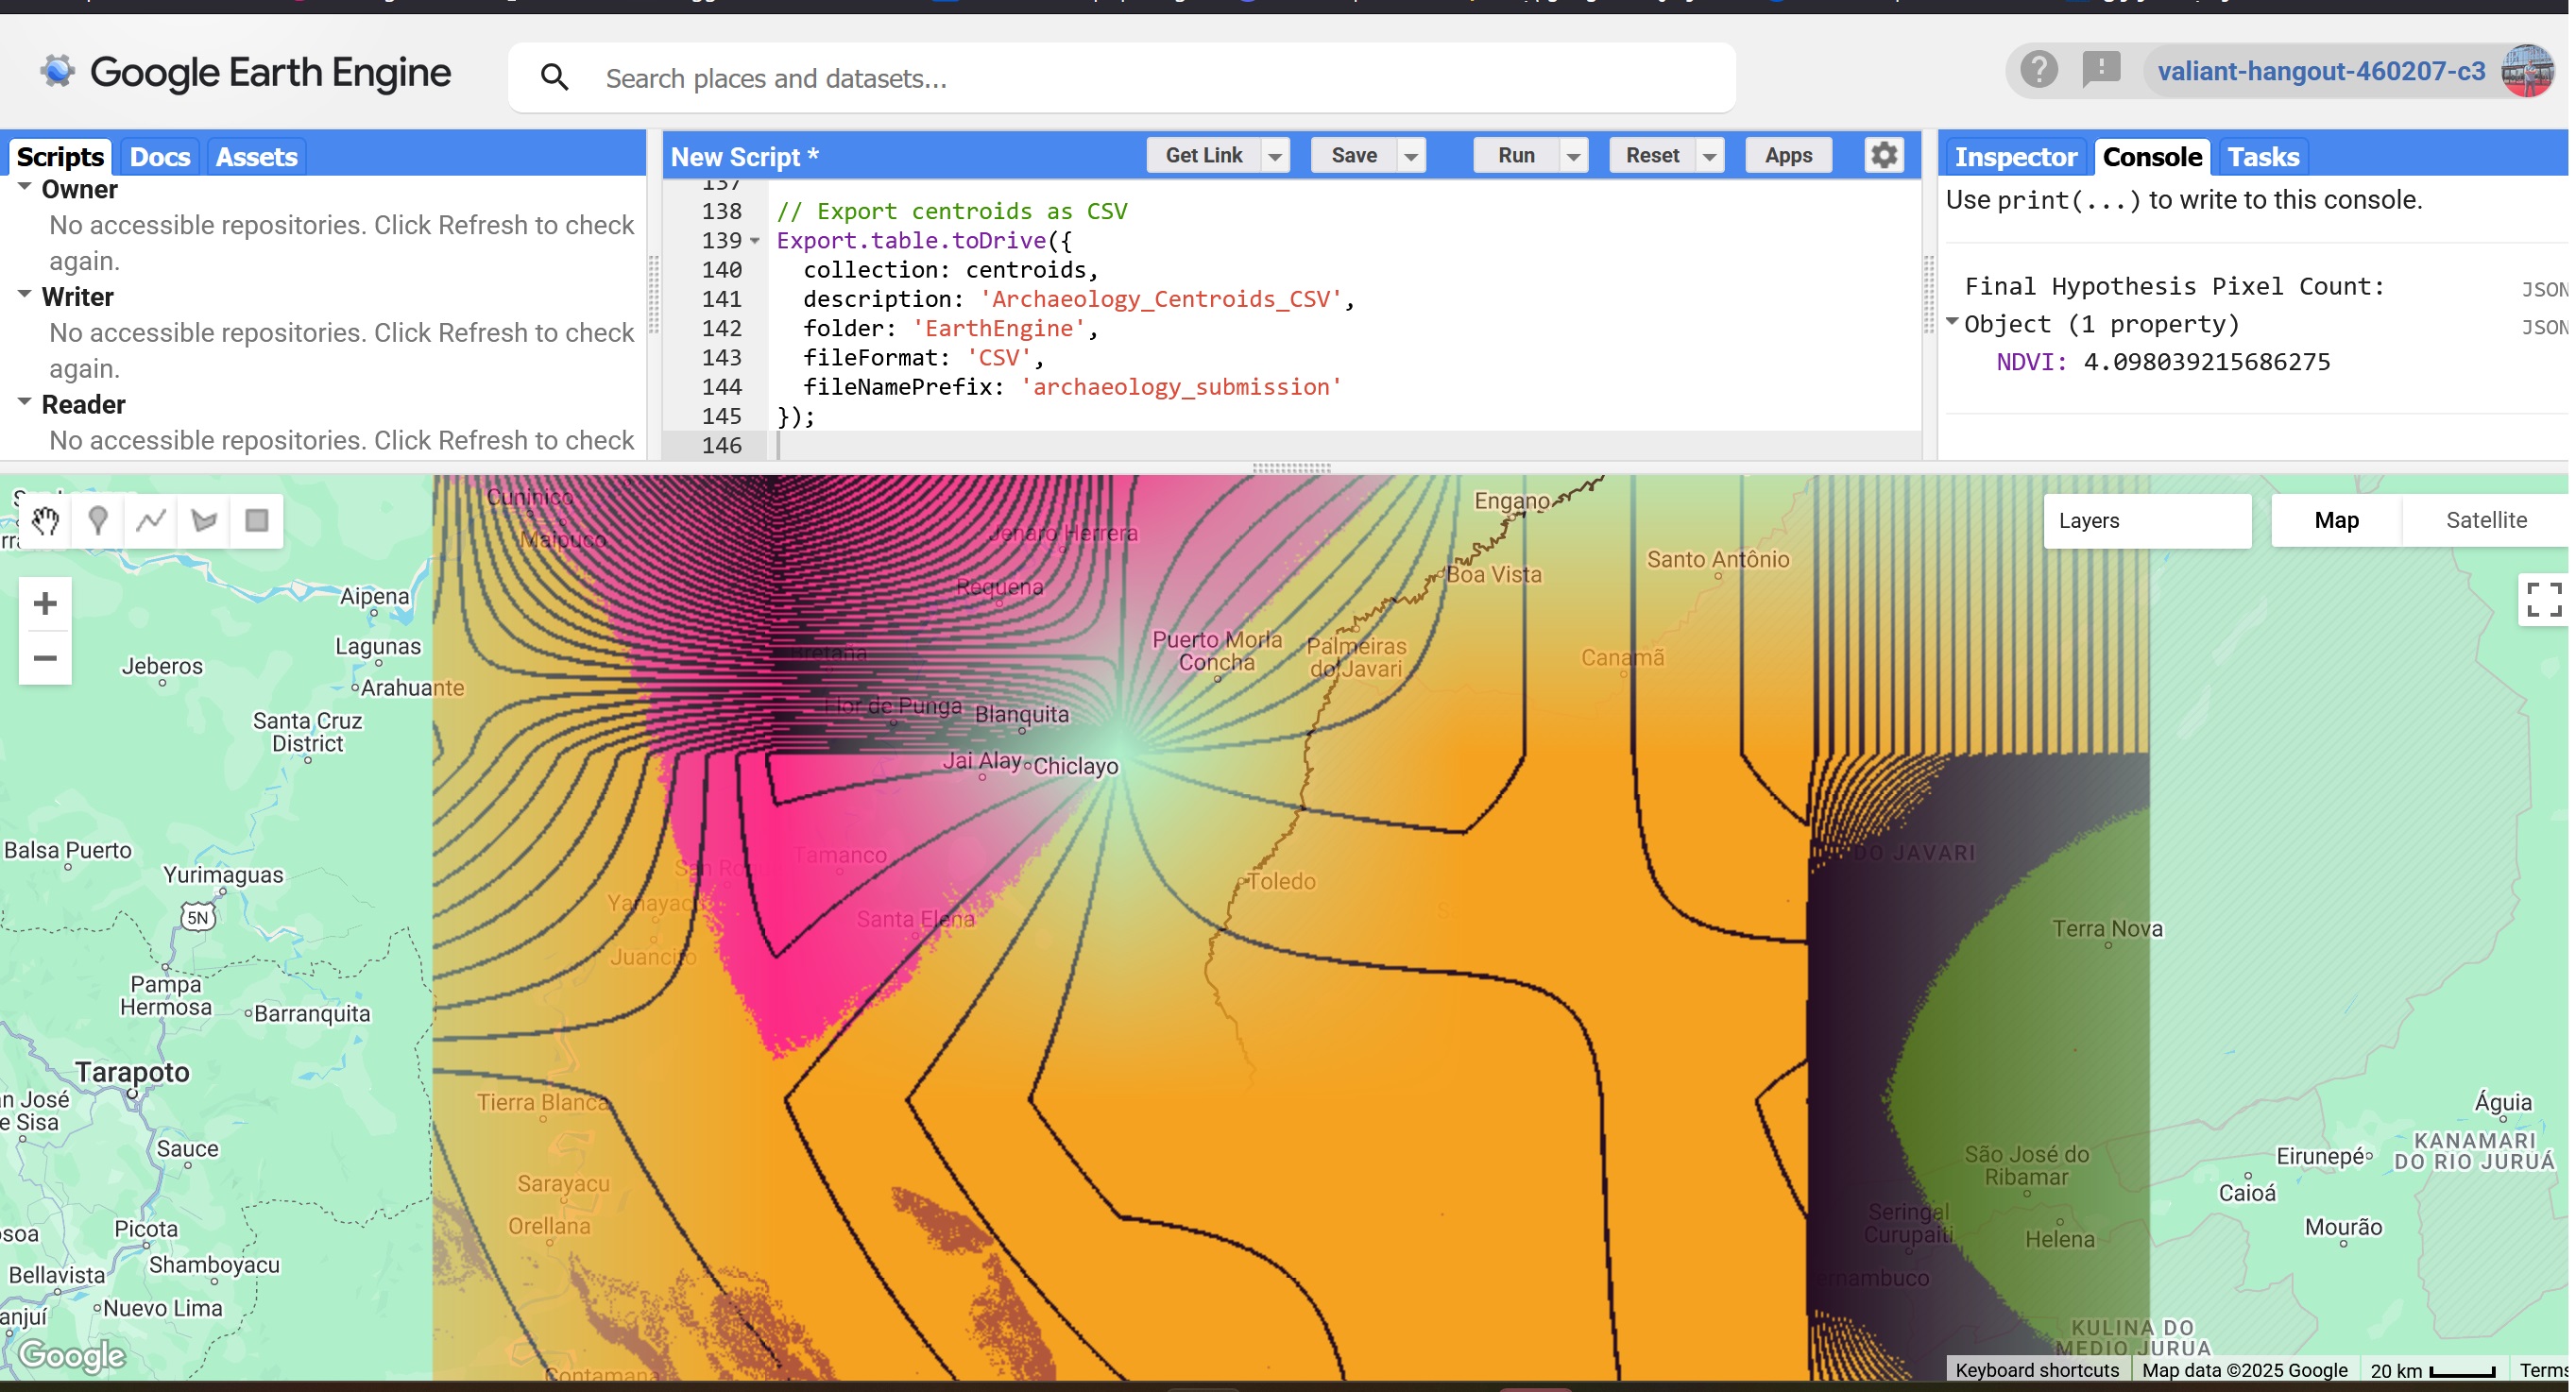 Google Earth Engine
Search places and datasets...
valiant-hangout-460207-c3
Scripts
Docs
Assets
Owner
No accessible repositories. Click Refresh to check
again.
Writer
No accessible repositories. Click Refresh to check
again.
Reader
No accessible repositories. Click Refresh to check
New Script *
Get Link
Save
Run
Reset
Apps
137
138 // Export centroids as CSV
139 Export.table.toDrive({
140 collection: centroids,
141 description: 'Archaeology_Centroids_CSV',
142 folder: 'EarthEngine',
143 fileFormat: 'CSV',
144 fileNamePrefix: 'archaeology_submission'
145 });
146
Inspector
Console
Tasks
Use print(...) to write to this console.
Final Hypothesis Pixel Count:
JSON
Object (1 property)
JSON
NDVI: 4.098039215686275
Layers
Map
Satellite
Cuninico
Maipuco
Jenaro Herrera
Engano
Santo Antônio
Boa Vista
Aipena
Requena
Lagunas
Puerto Morla
Concha
Palmeiras
do Javari
Canamã
Jeberos
Arahuante
Bretaña
Flor de Punga
Blanquita
Santa Cruz
District
Jai Alay
Chiclayo
Balsa Puerto
Yurimaguas
Tamanco
DO JAVARI
5N
Yanayac
Santa Elena
Toledo
Terra Nova
Juancito
Pampa
Hermosa
Barranquita
Tarapoto
Tierra Blanca
Águia
n José
e Sisa
Sauce
São José do
Ribamar
Eirunepé
KANAMARI
DO RIO JURUÁ
Sarayacu
Caioá
Seringal
Curupaiti
Orellana
Picota
Helena
Mourão
osoa
Shamboyacu
Bellavista
ernambuco
Nuevo Lima
anjuí
KULINA DO
MEDIO JURUA
Contamana
Google
Keyboard shortcuts
Map data ©2025 Google
20 km
Terms